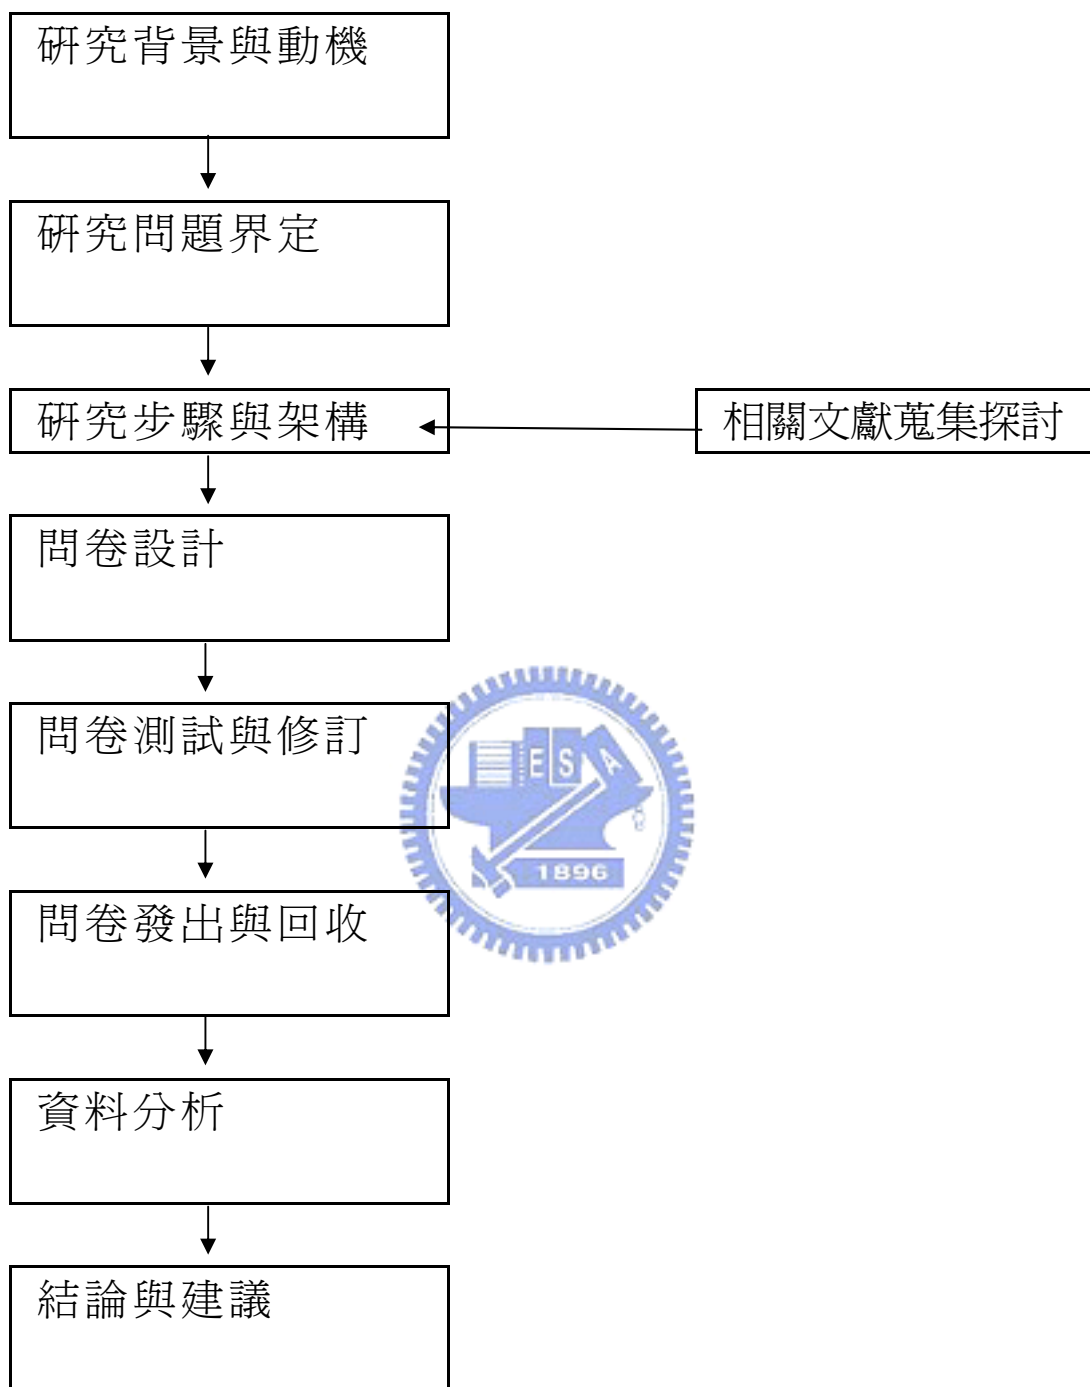 研究背景與動機
研究問題界定
研究步驟與架構
相關文獻蒐集探討
問卷設計
問卷測試與修訂
E S A
1896
問卷發出與回收
資料分析
結論與建議